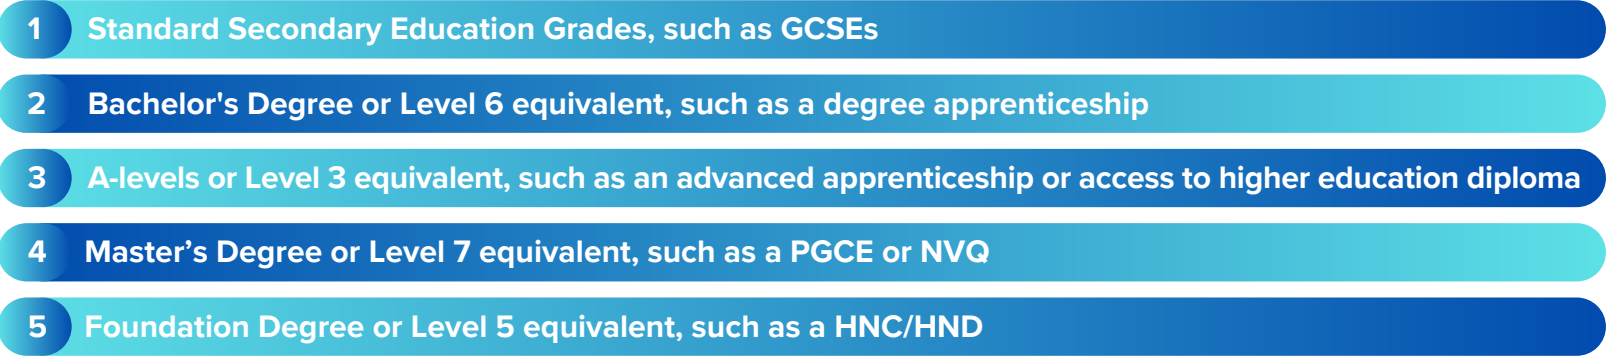 1 Standard Secondary Education Grades, such as GCSEs
2 Bachelor's Degree or Level 6 equivalent, such as a degree apprenticeship
3 A-levels or Level 3 equivalent, such as an advanced apprenticeship or access to higher education diploma
4 Master’s Degree or Level 7 equivalent, such as a PGCE or NVQ
5 Foundation Degree or Level 5 equivalent, such as a HNC/HND